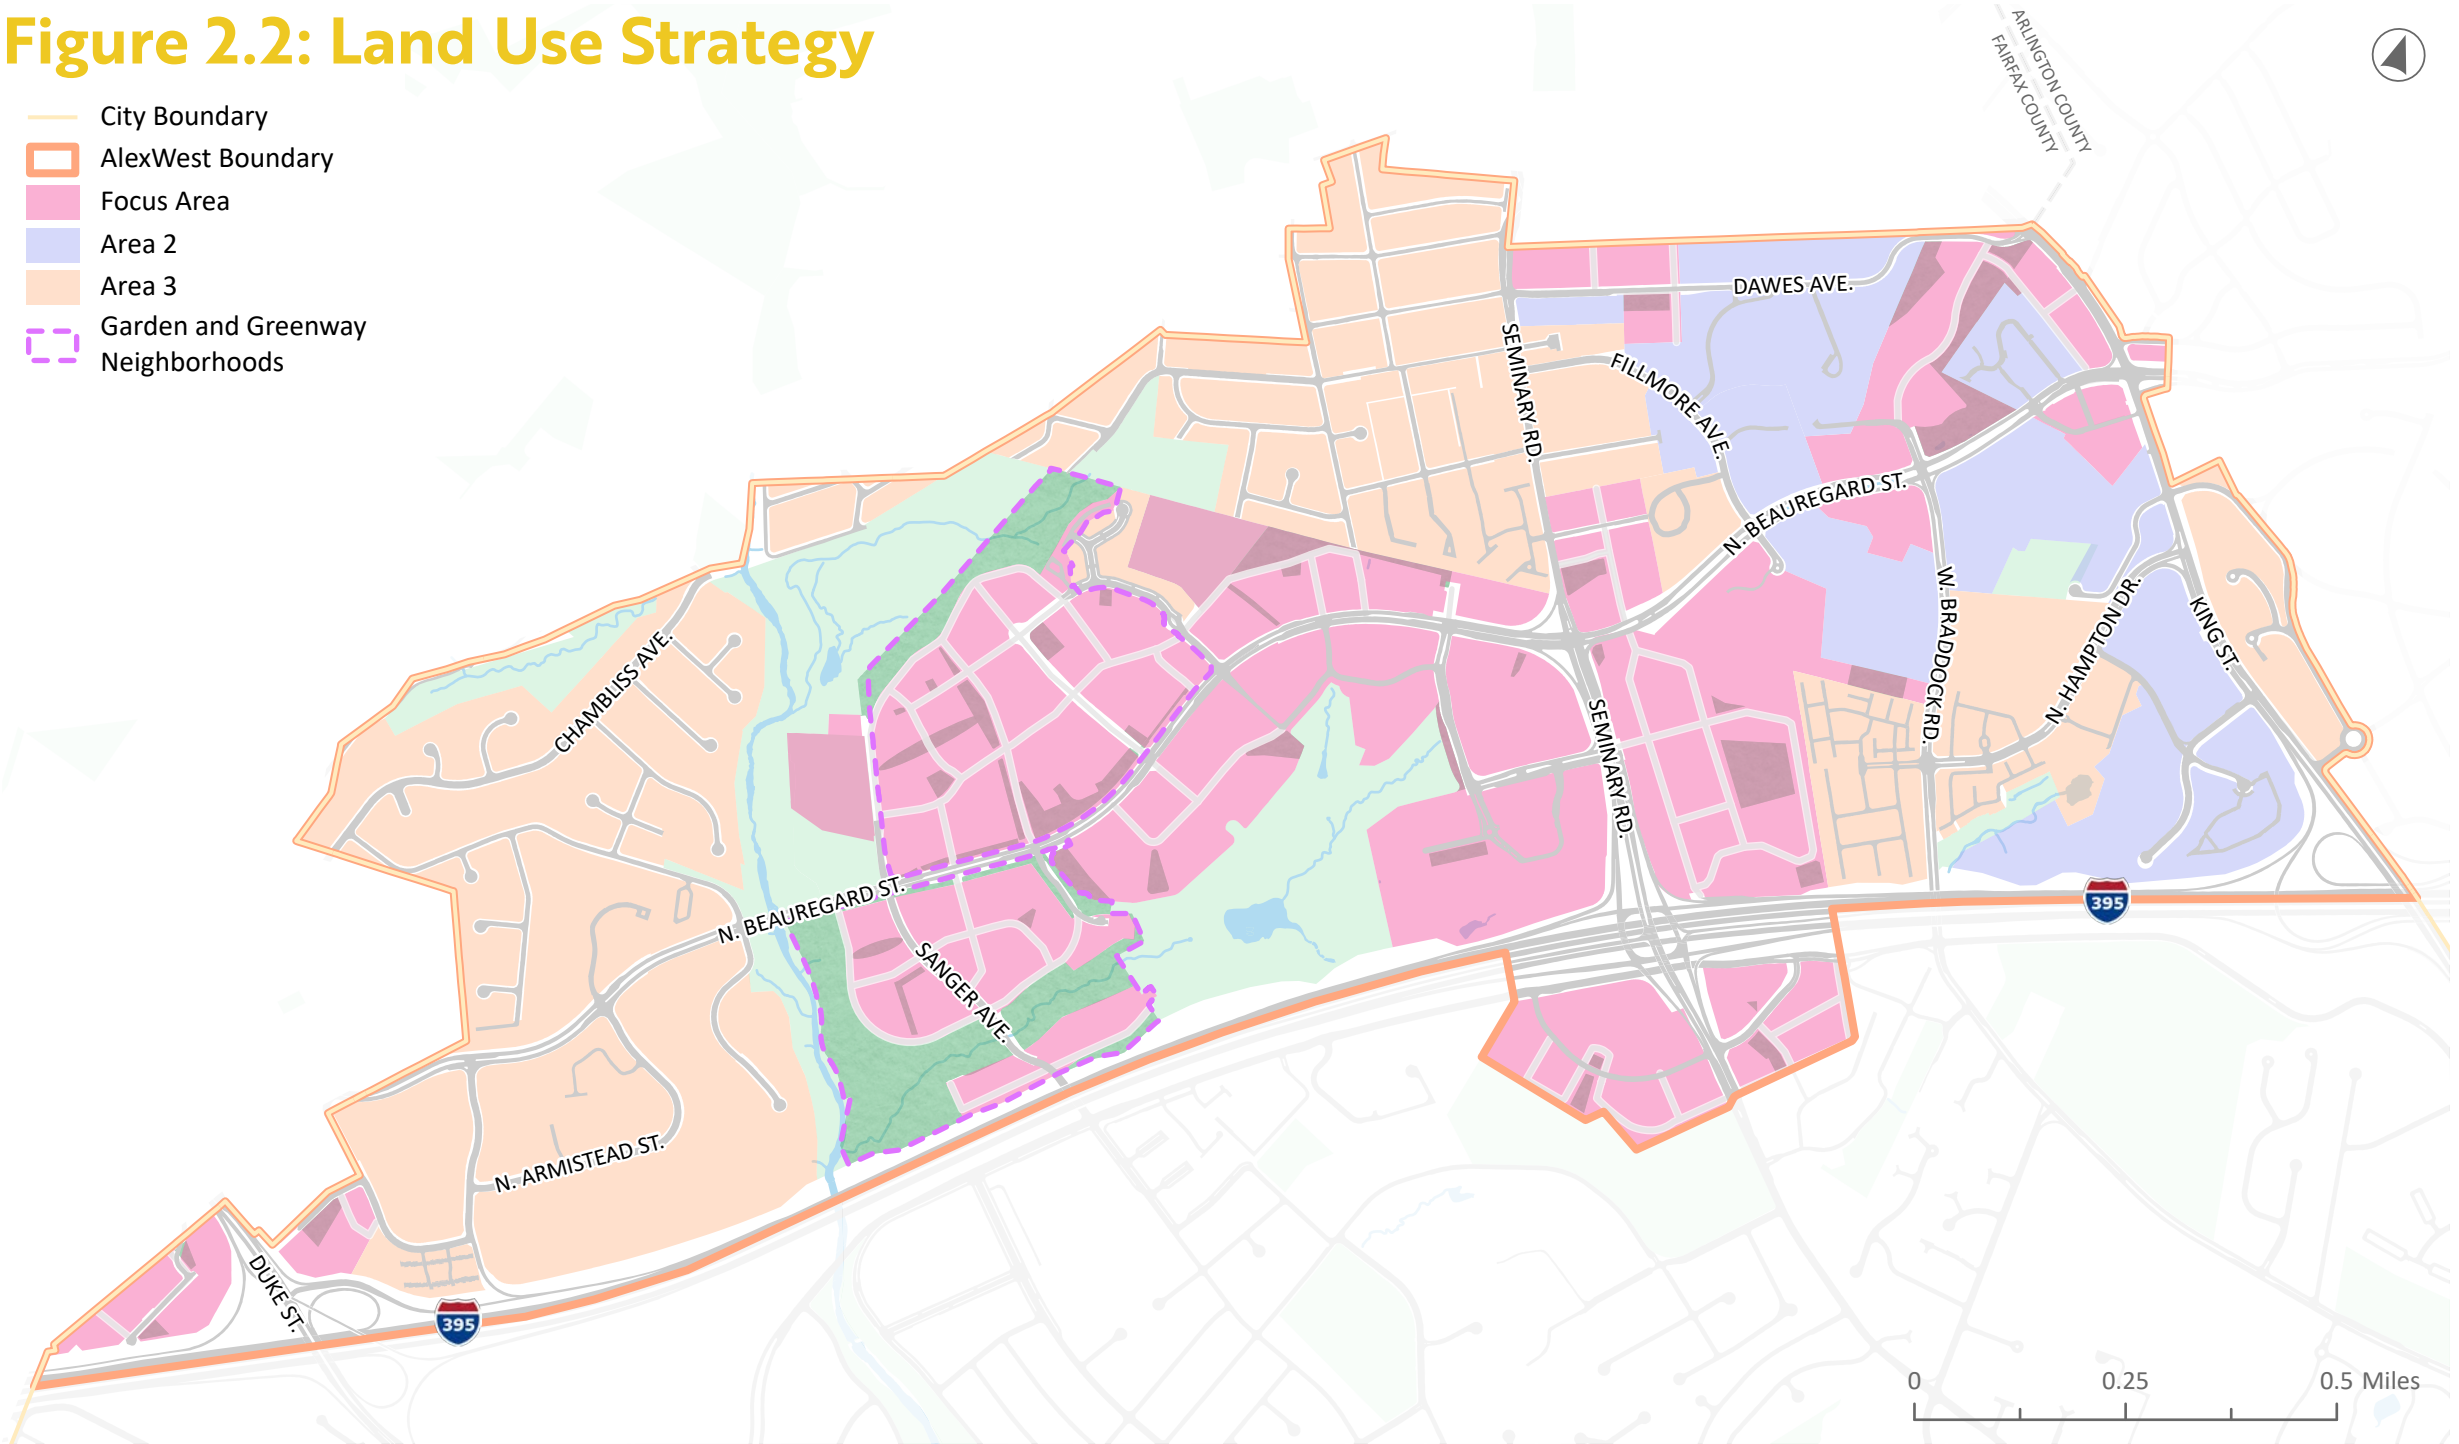 Figure 2.2: Land Use Strategy
City Boundary
AlexWest Boundary
Focus Area
Area 2
Area 3
Garden and Greenway
Neighborhoods
ARLINGTON COUNTY
FAIRFAX COUNTY
DAWES AVE.
SEMINARY RD.
FILLMORE AVE.
N. BEAUREGARD ST.
W. BRADDOCK RD.
N. HAMPTON DR.
KING ST.
CHAMBLISS AVE.
SEMINARY RD.
N. BEAUREGARD ST.
SANGER AVE.
395
N. ARMISTEAD ST.
DUKE ST.
395
0 0.25 0.5 Miles